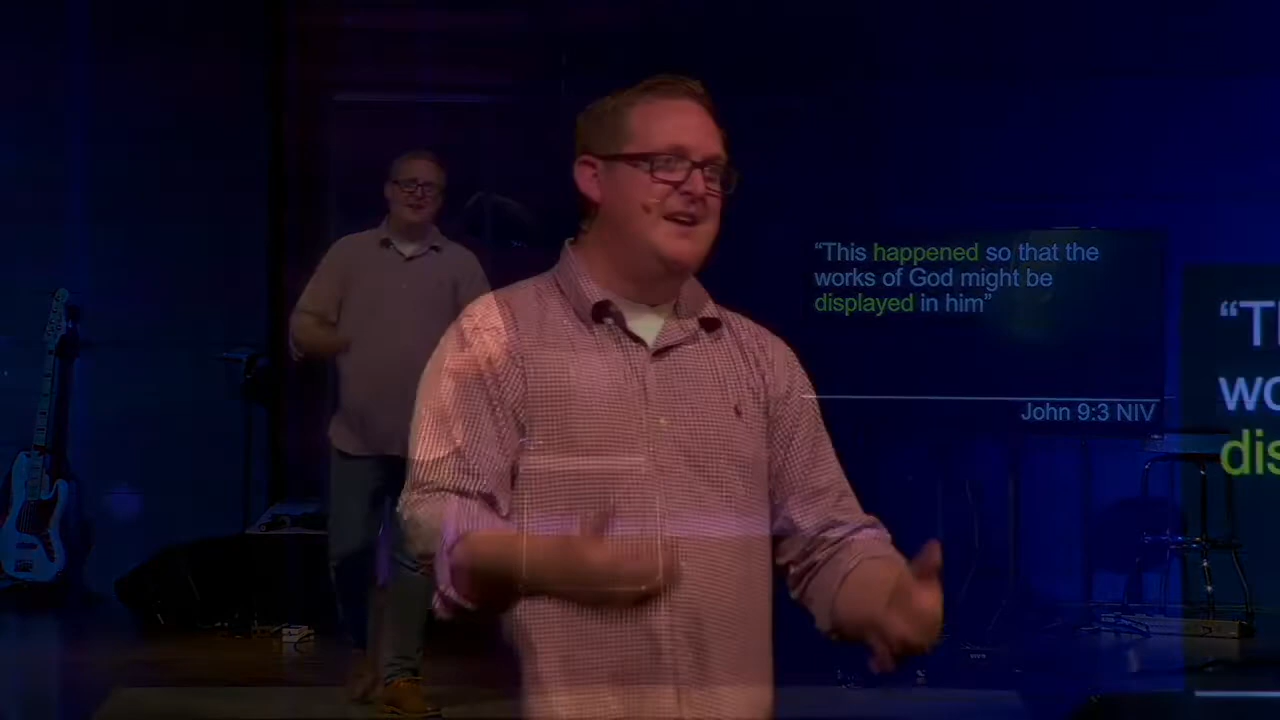 “This happened so that the
works of God might be
displayed in him”
John 9:3 NIV
“Th
wo
dis